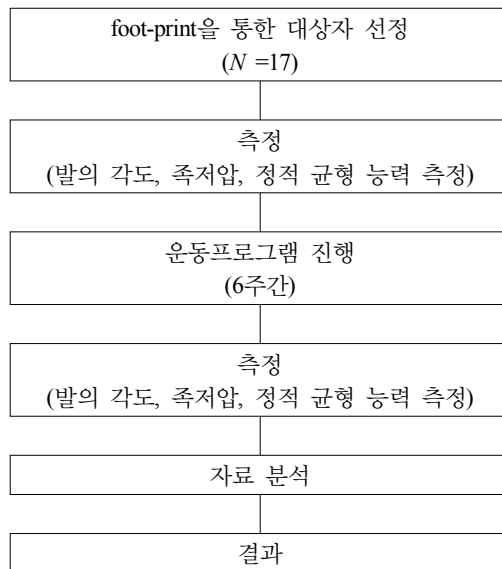 foot-print을 통한 대상자 선정
(N =17)
측정
(발의 각도, 족저압, 정적 균형 능력 측정)
운동프로그램 진행
(6주간)
측정
(발의 각도, 족저압, 정적 균형 능력 측정)
자료 분석
결과